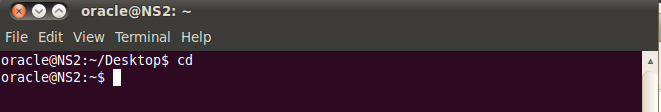 oracle@NS2: ~
File Edit View Terminal Help
oracle@NS2:~/Desktop$ cd
oracle@NS2:~$